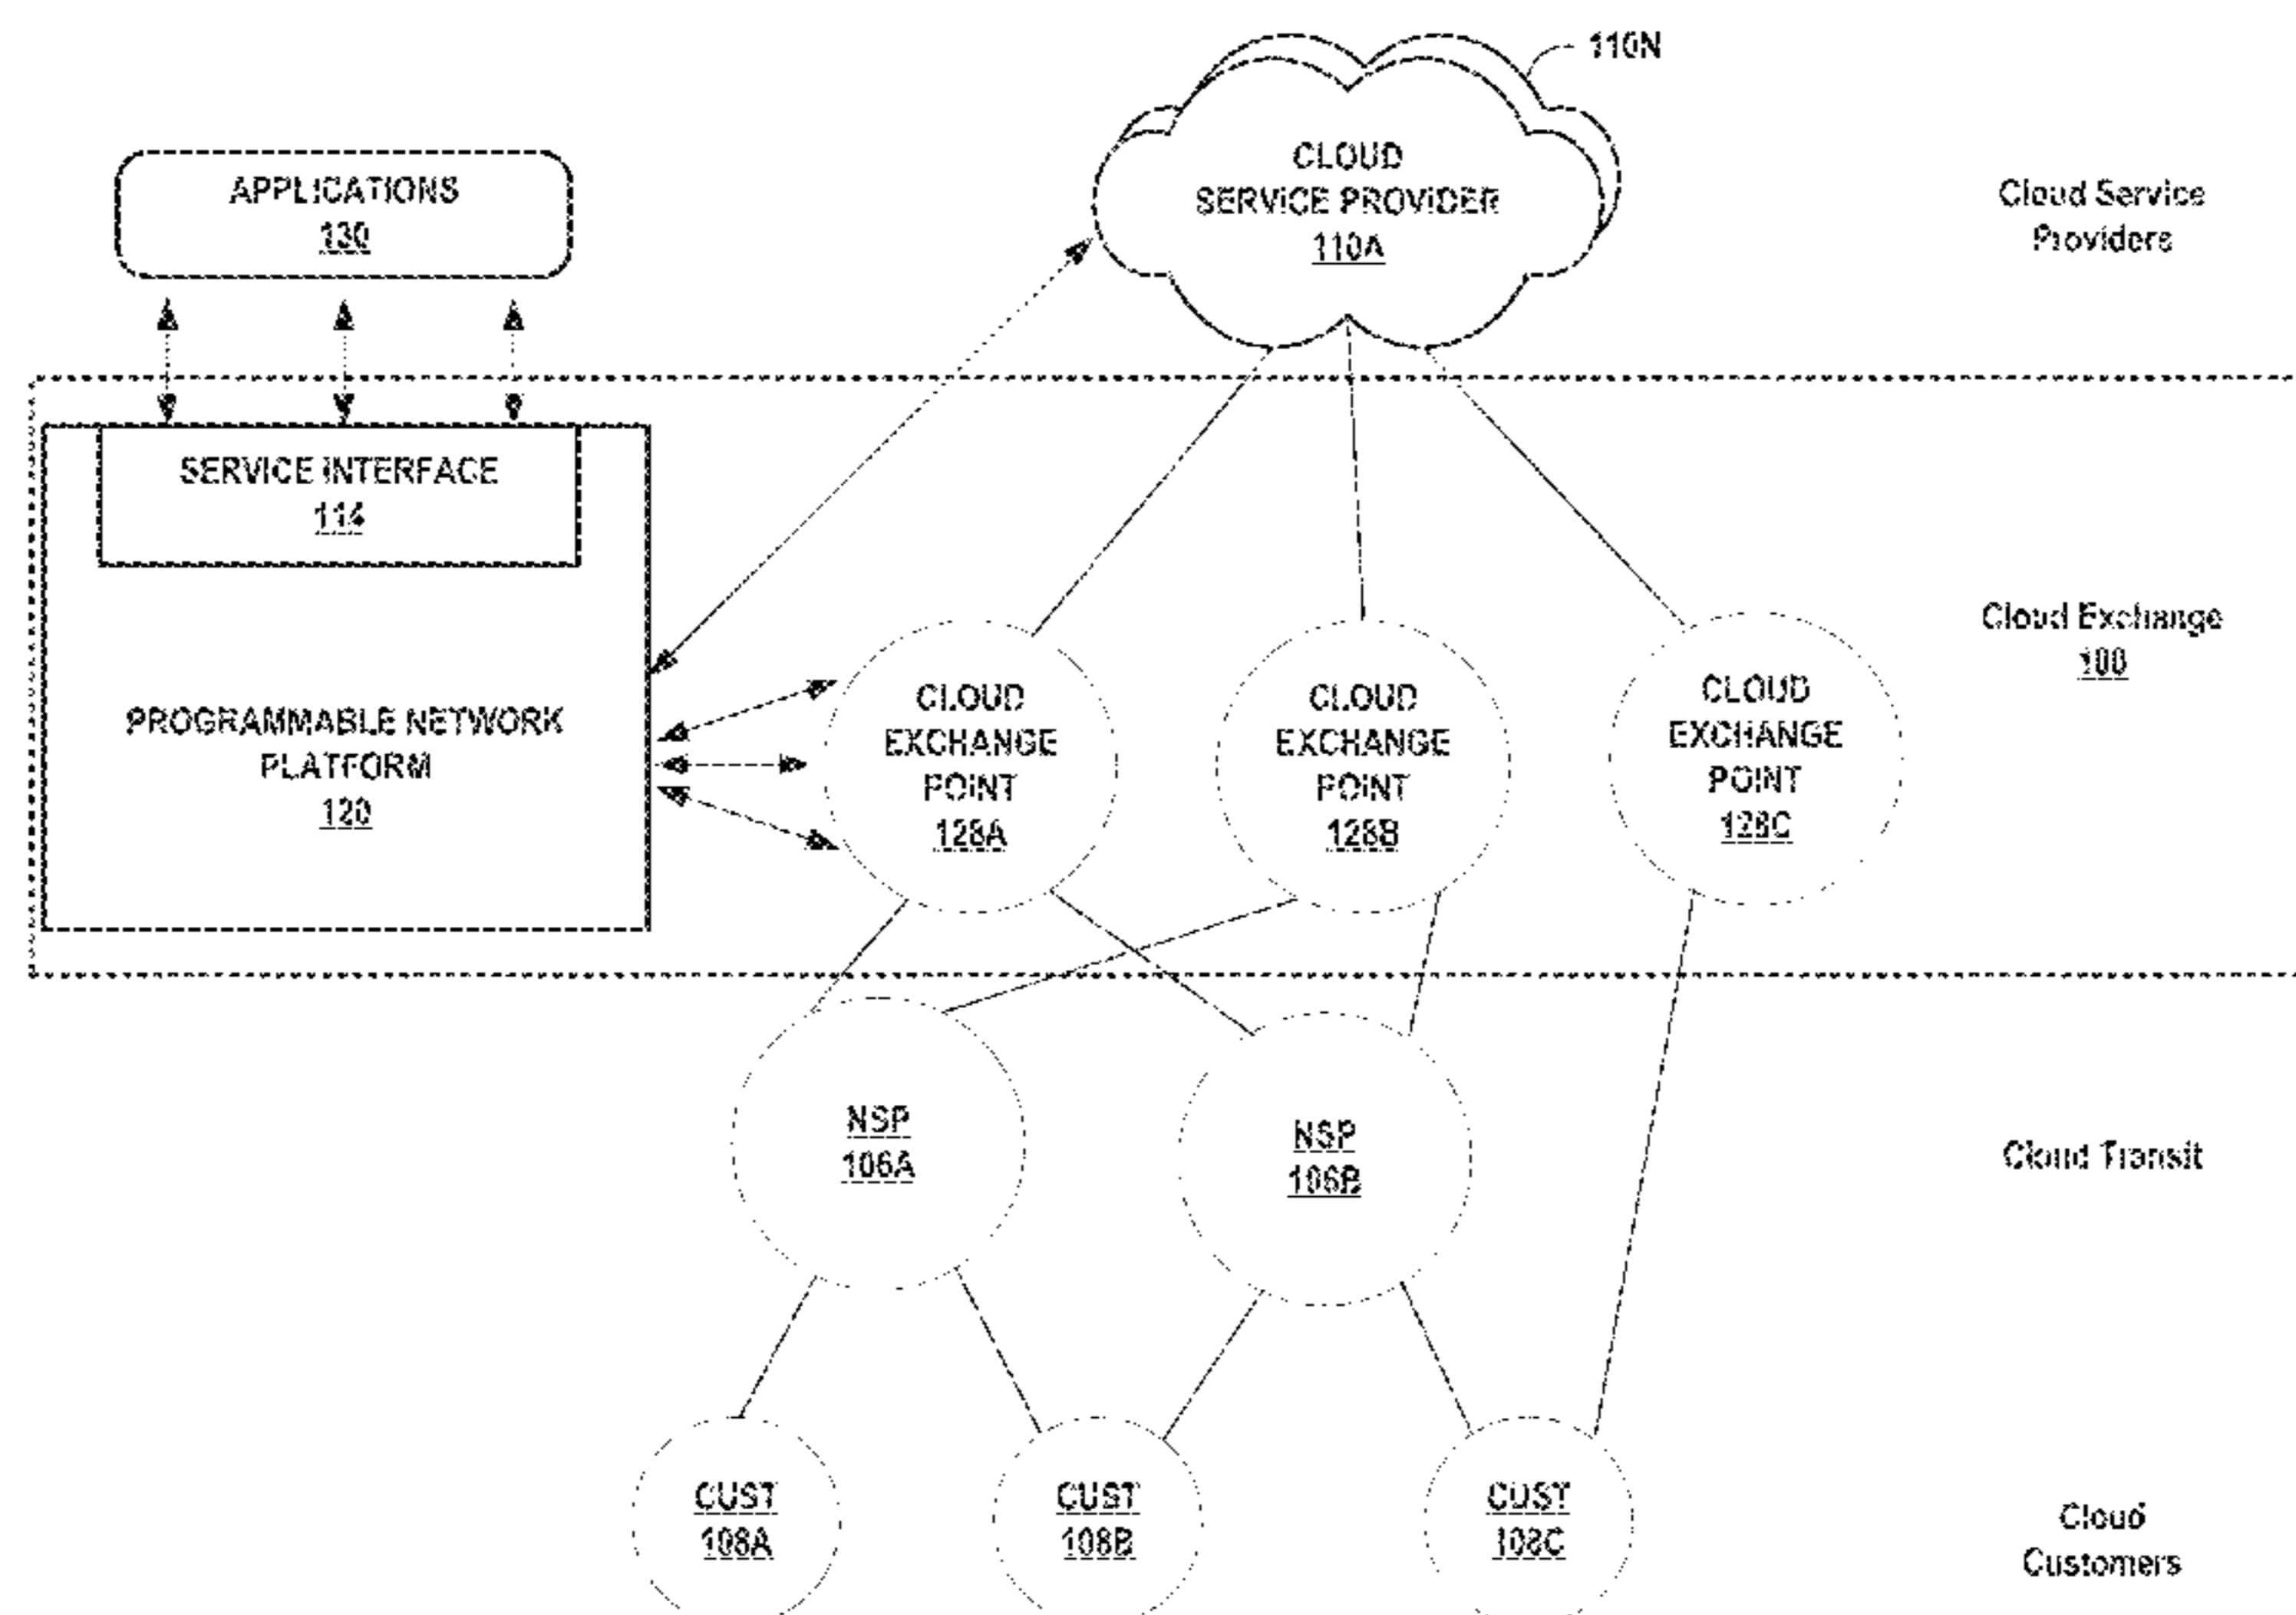 110N
CLOUD
SERVICE PROVIDER
110A
Cloud Service
Providers
APPLICATIONS
130
SERVICE INTERFACE
114
PROGRAMMABLE NETWORK
PLATFORM
120
CLOUD
EXCHANGE
POINT
128A
CLOUD
EXCHANGE
POINT
128B
CLOUD
EXCHANGE
POINT
128C
Cloud Exchange
100
NSP
106A
NSP
106B
Cloud Transit
CUST
108A
CUST
108B
CUST
108C
Cloud
Customers